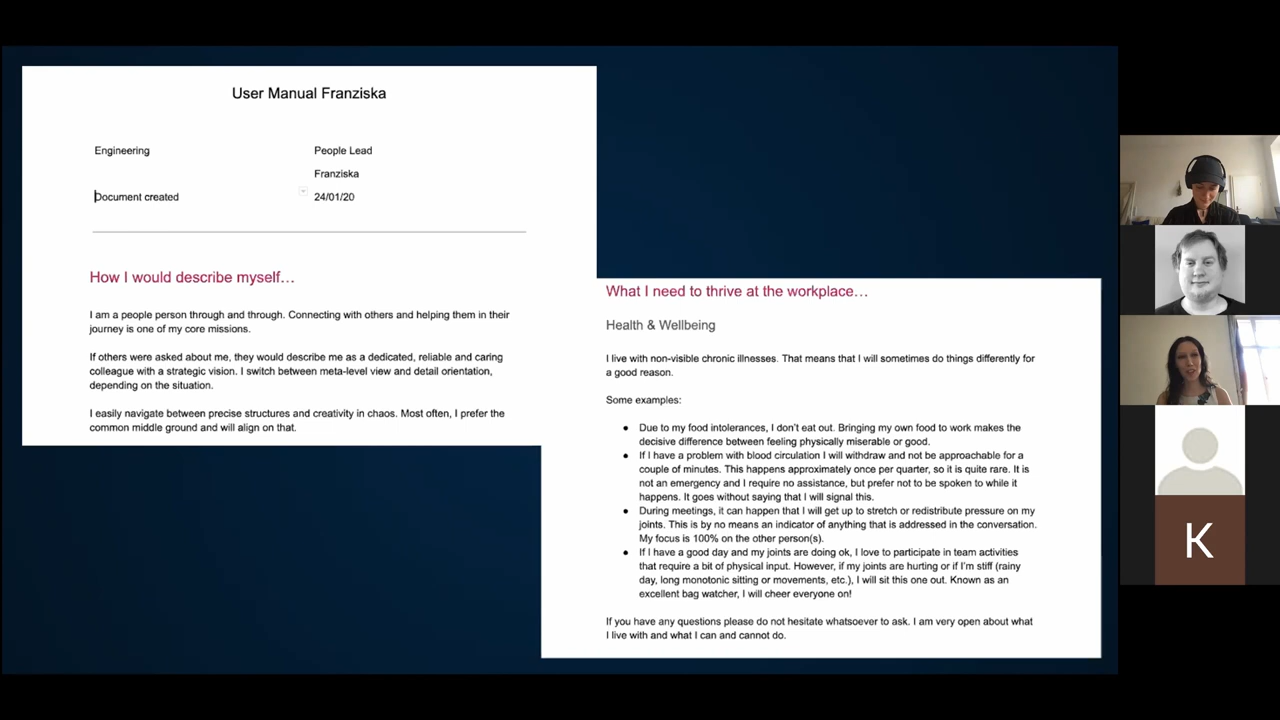 User Manual Franziska
Engineering
People Lead
Franziska
Document created
24/01/20
How I would describe myself…
I am a people person through and through. Connecting with others and helping them in their
journey is one of my core missions.
If others were asked about me, they would describe me as a dedicated, reliable and caring
colleague with a strategic vision. I switch between meta-level view and detail orientation,
depending on the situation.
I easily navigate between precise structures and creativity in chaos. Most often, I prefer the
common middle ground and will align on that.
What I need to thrive at the workplace…
Health & Wellbeing
I live with non-visible chronic illnesses. That means that I will sometimes do things differently for
a good reason.
Some examples:
● Due to my food intolerances, I don't eat out. Bringing my own food to work makes the
decisive difference between feeling physically miserable or good.
● If I have a problem with blood circulation I will withdraw and not be approachable for a
couple of minutes. This happens approximately once per quarter, so it is quite rare. It is
not an emergency and I require no assistance, but prefer not to be spoken to while it
happens. It goes without saying that I will signal this.
● During meetings, it can happen that I will get up to stretch or redistribute pressure on my
joints. This is by no means an indicator of anything that is addressed in the conversation.
My focus is 100% on the other person(s).
● If I have a good day and my joints are doing ok, I love to participate in team activities
that require a bit of physical input. However, if my joints are hurting or if I'm stiff (rainy
day, long monotonic sitting or movements, etc.), I will sit this one out. Known as an
excellent bag watcher, I will cheer everyone on!
If you have any questions please do not hesitate whatsoever to ask. I am very open about what
I live with and what I can and cannot do.
K